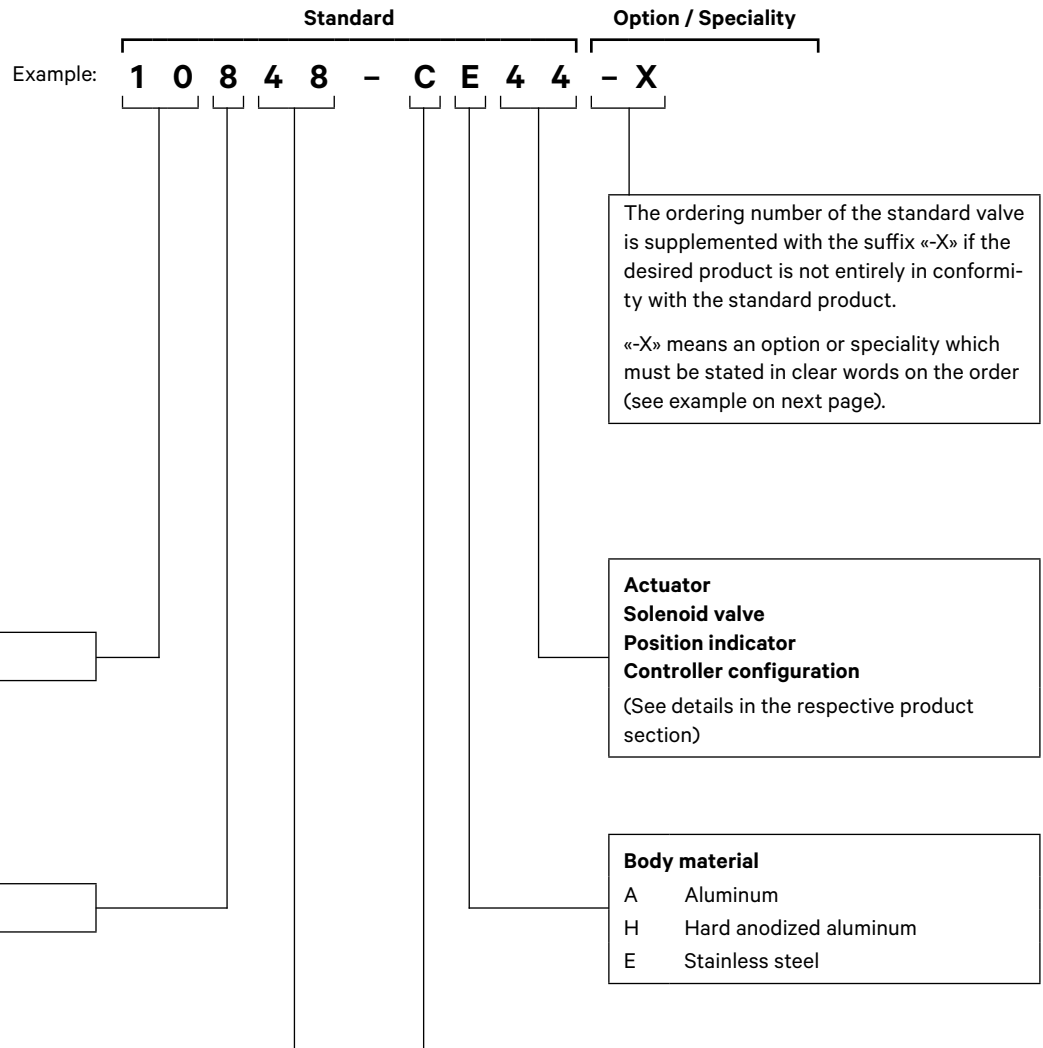 Standard
Option / Speciality
Example: 1 0 8 4 8 – C E 4 4 – X
The ordering number of the standard valve
is supplemented with the suffix «-X» if the
desired product is not entirely in conformi-
ty with the standard product.
«-X» means an option or speciality which
must be stated in clear words on the order
(see example on next page).
Actuator
Solenoid valve
Position indicator
Controller configuration
(See details in the respective product
section)
Body material
A Aluminum
H Hard anodized aluminum
E Stainless steel